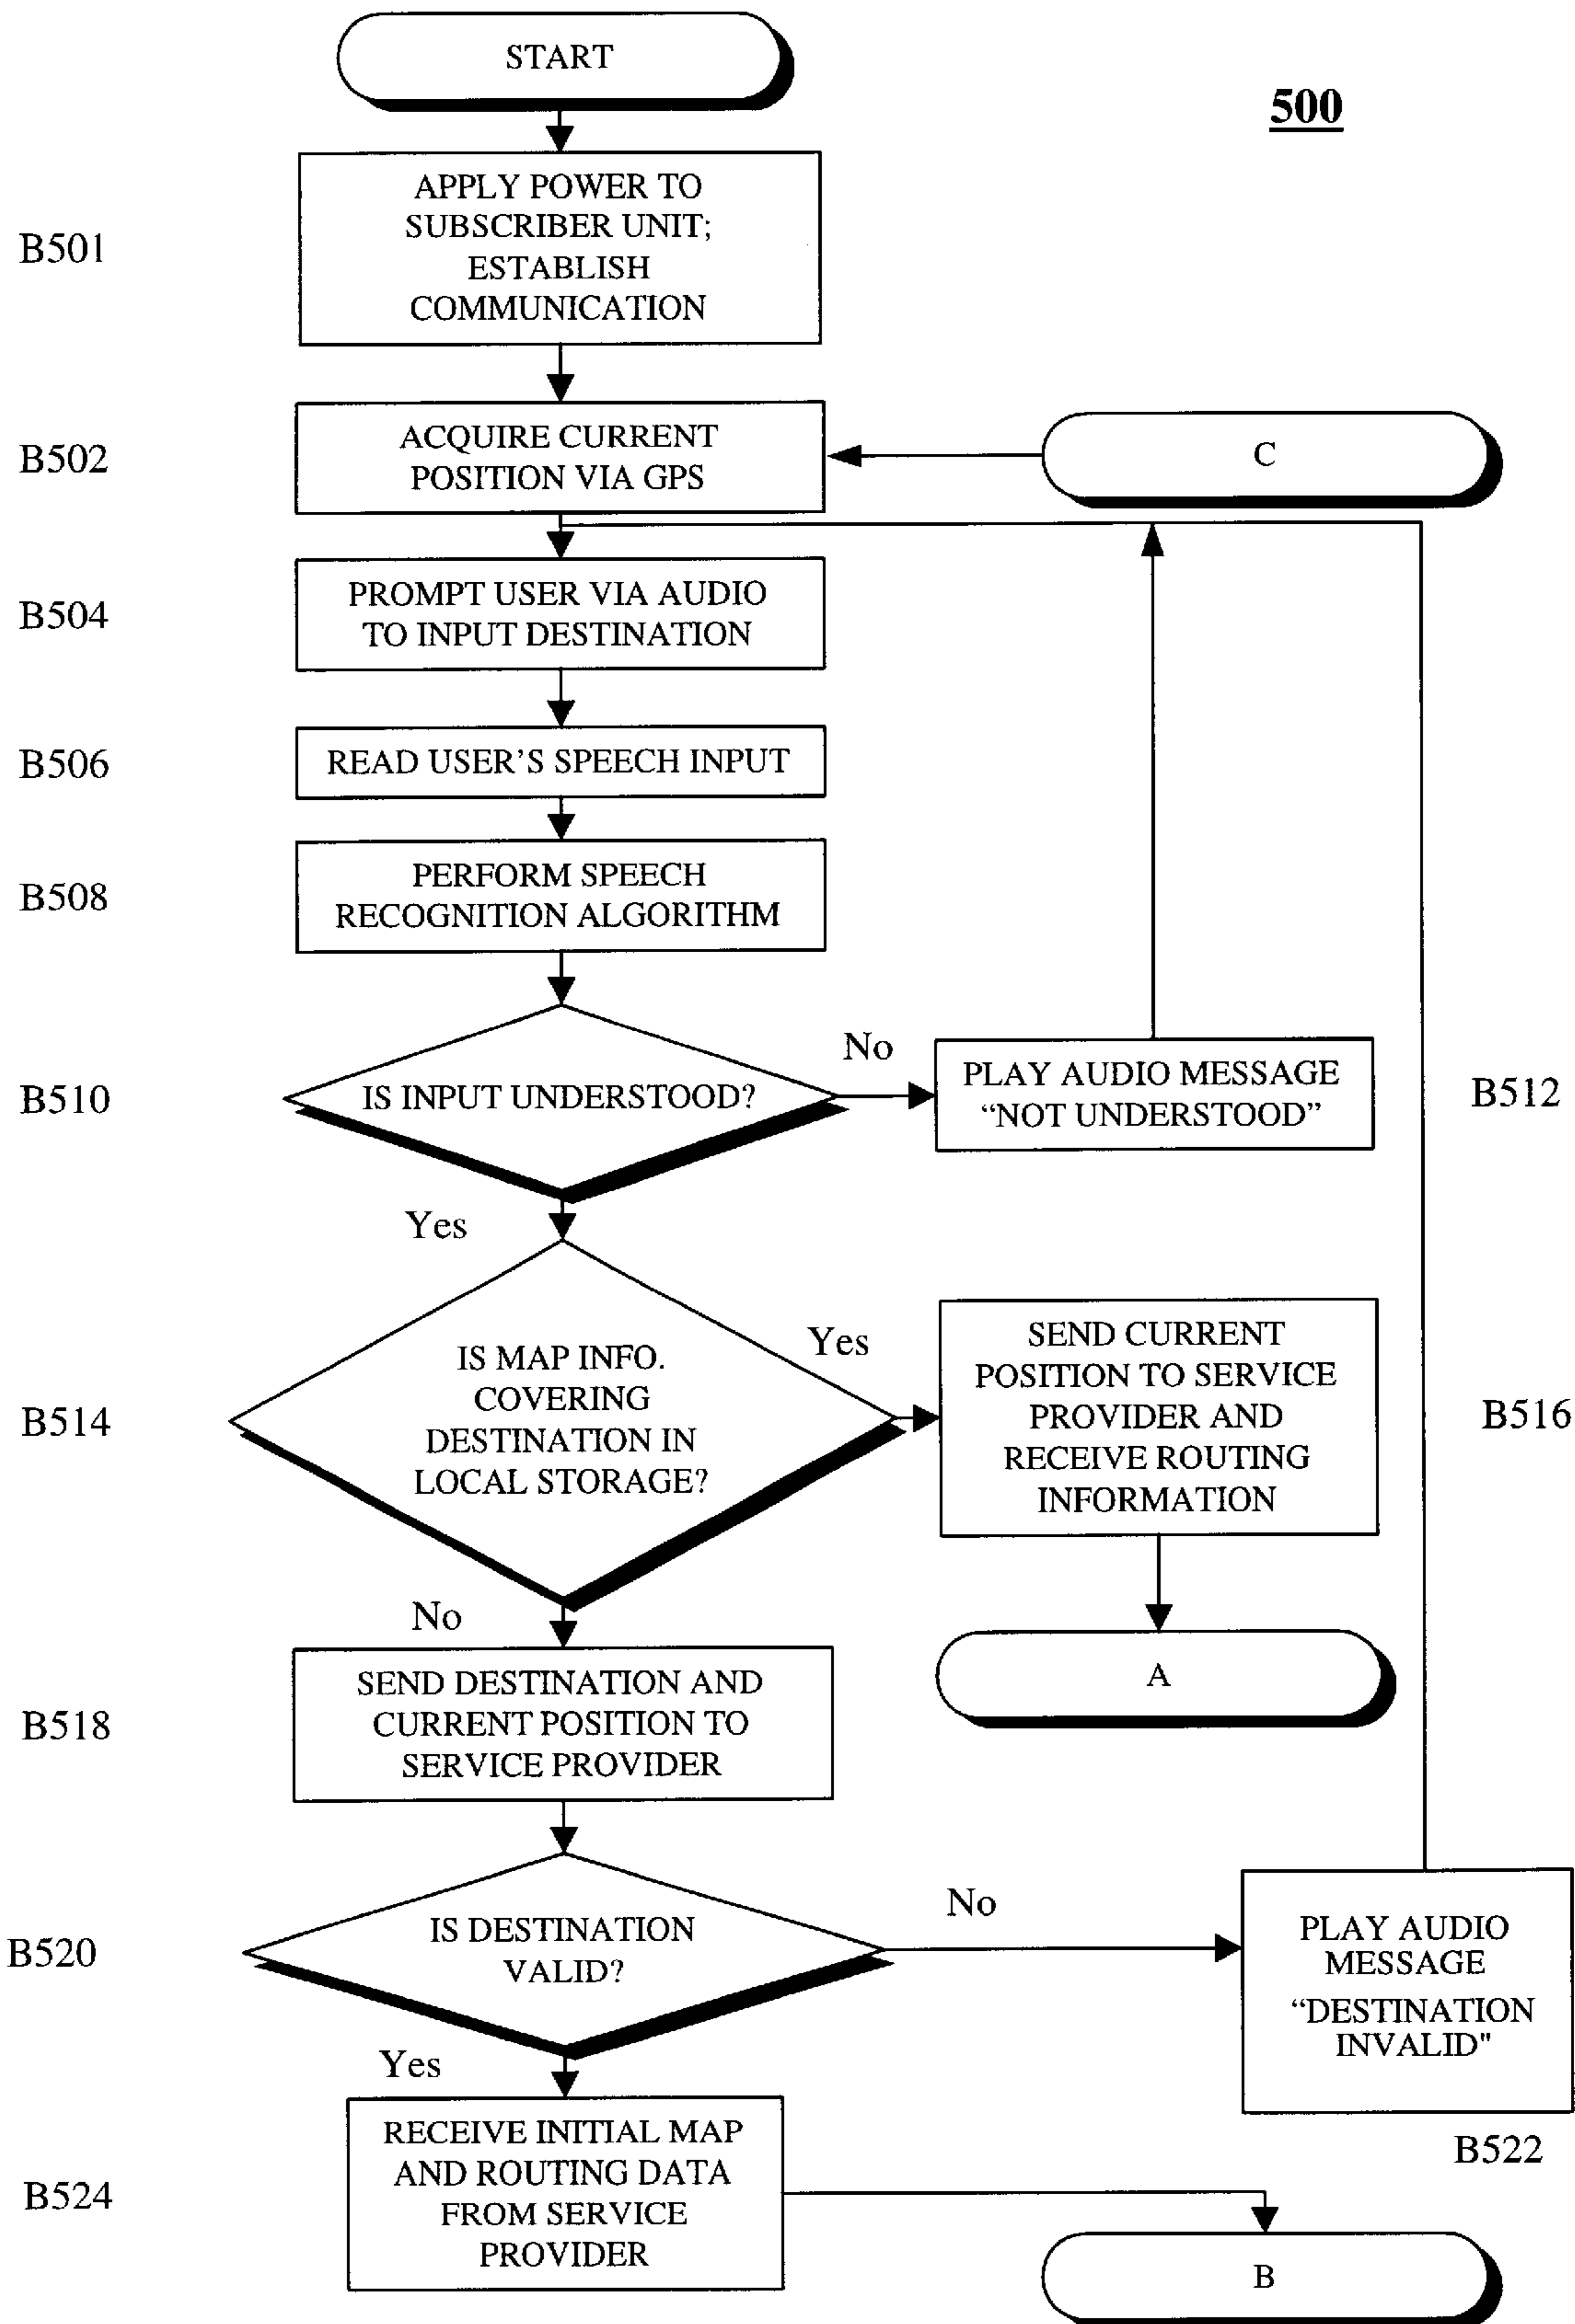 START
500
B501
APPLY POWER TO
SUBSCRIBER UNIT;
ESTABLISH
COMMUNICATION
B502
ACQUIRE CURRENT
POSITION VIA GPS
C
B504
PROMPT USER VIA AUDIO
TO INPUT DESTINATION
B506
READ USER'S SPEECH INPUT
B508
PERFORM SPEECH
RECOGNITION ALGORITHM
B510
IS INPUT UNDERSTOOD?
No
PLAY AUDIO MESSAGE
“NOT UNDERSTOOD”
B512
Yes
B514
IS MAP INFO.
COVERING
DESTINATION IN
LOCAL STORAGE?
Yes
SEND CURRENT
POSITION TO SERVICE
PROVIDER AND
RECEIVE ROUTING
INFORMATION
B516
No
A
B518
SEND DESTINATION AND
CURRENT POSITION TO
SERVICE PROVIDER
B520
IS DESTINATION
VALID?
No
PLAY AUDIO
MESSAGE
“DESTINATION
INVALID"
B522
Yes
B524
RECEIVE INITIAL MAP
AND ROUTING DATA
FROM SERVICE
PROVIDER
B